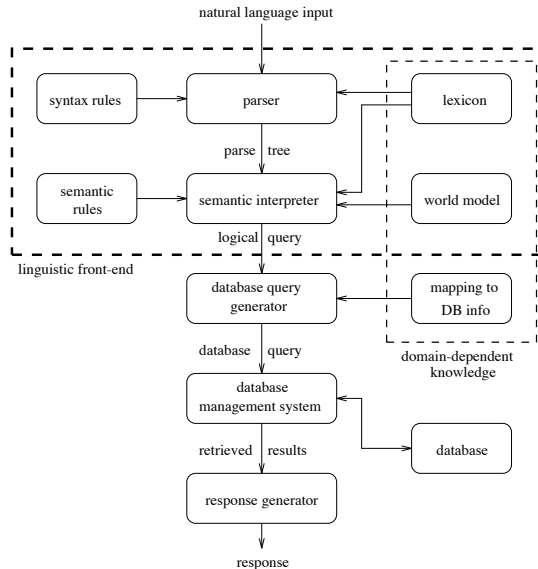 natural language input
syntax rules
parser
lexicon
parse tree
semantic
rules
semantic interpreter
world model
logical query
linguistic front-end
database query
generator
mapping to
DB info
database query
domain-dependent
knowledge
database
management system
retrieved results
database
response generator
response